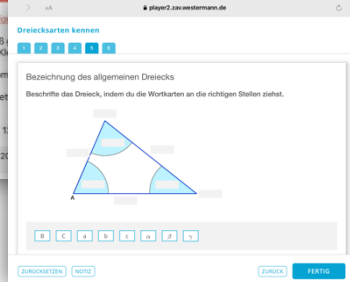 AA player2.zav.westermann.de
Dreiecksarten kennen
1 2 3 4 5 6
Bezeichnung des allgemeinen Dreiecks
Beschrifte das Dreieck, indem du die Wortkarten an die richtigen Stellen ziehst.
A
B C a b c α β γ
ZURÜCKSETZEN NOTIZ ZURÜCK FERTIG